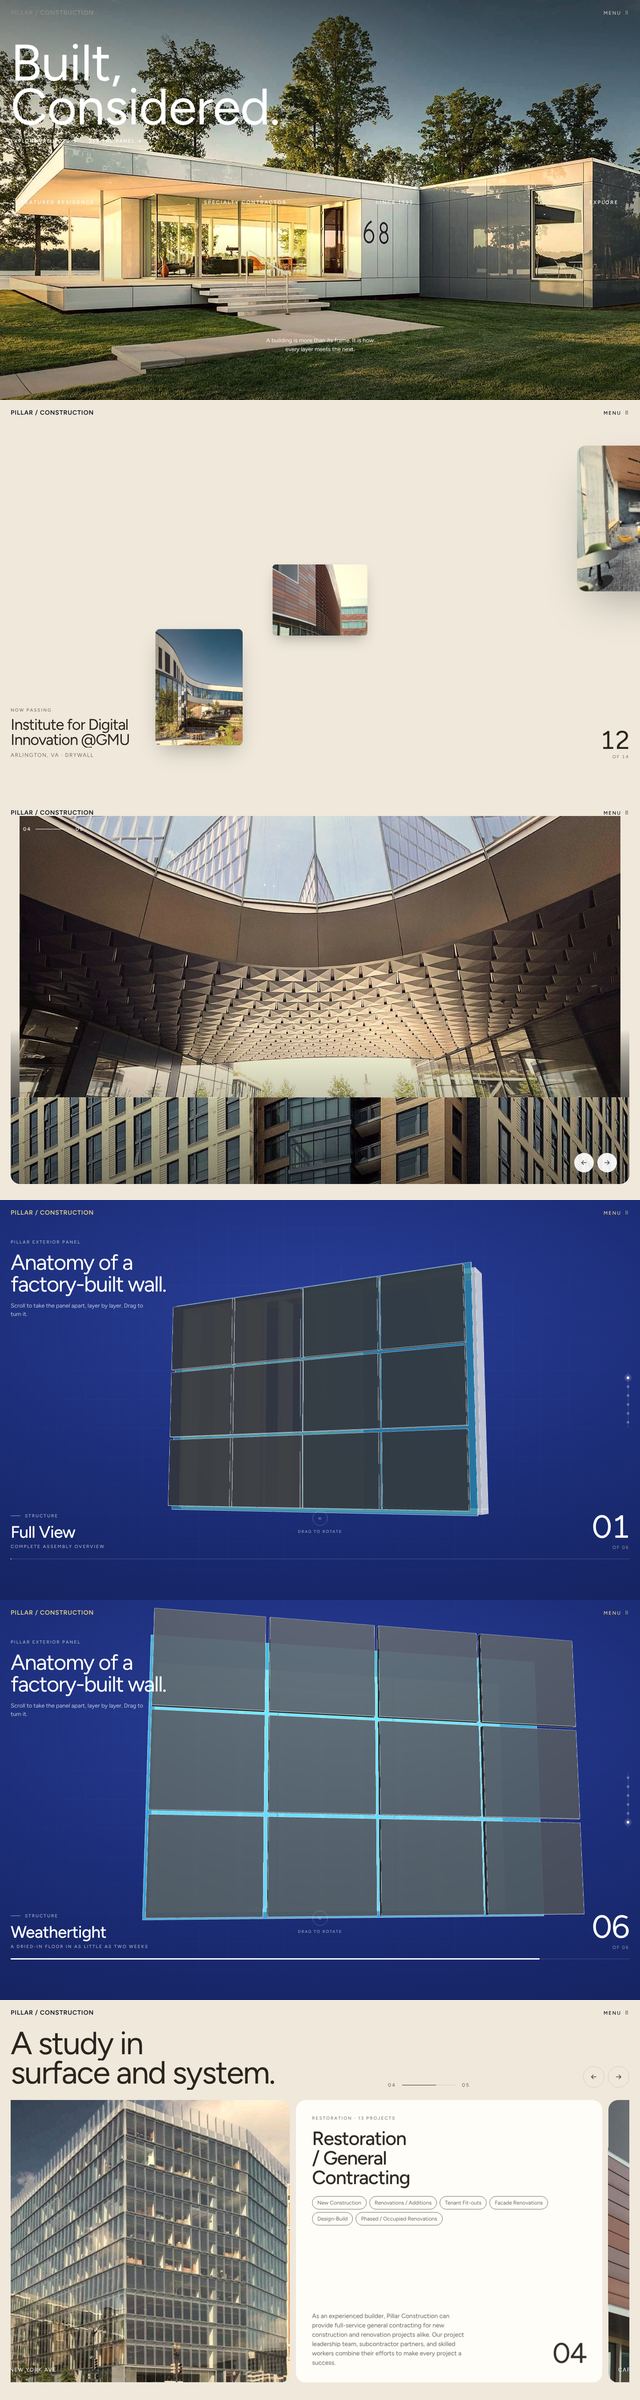 PILLAR / CONSTRUCTION
MENU
Built,
Considered.
SPECIALTY CONTRACTOR
EXPLORE
68
A building is more than its frame. It is how
every layer meets the next.
PILLAR / CONSTRUCTION
MENU
NOW PASSING
Institute for Digital
Innovation @GMU
ARLINGTON, VA · DRYWALL
12
OF 14
PILLAR / CONSTRUCTION
MENU
04
PILLAR / CONSTRUCTION
MENU
PILLAR EXTERIOR PANEL
Anatomy of a
factory-built wall.
Scroll to take the panel apart, layer by layer. Drag to
turn it.
STRUCTURE
Full View
COMPLETE ASSEMBLY OVERVIEW
DRAG TO ROTATE
01
OF 06
PILLAR / CONSTRUCTION
MENU
PILLAR EXTERIOR PANEL
Anatomy of a
factory-built wall.
Scroll to take the panel apart, layer by layer. Drag to
turn it.
STRUCTURE
Weathertight
A DRIED-IN FLOOR IN AS LITTLE AS TWO WEEKS
DRAG TO ROTATE
06
OF 06
PILLAR / CONSTRUCTION
MENU
A study in
surface and system.
04
05
RESTORATION · 13 PROJECTS
Restoration
/ General
Contracting
New Construction
Renovations / Additions
Tenant Fit-outs
Facade Renovations
Design-Build
Phased / Occupied Renovations
As an experienced builder, Pillar Construction can
provide full-service general contracting for new
construction and renovation projects alike. Our project
leadership team, subcontractor partners, and skilled
workers combine their efforts to make every project a
success.
04
NEW YORK AVE